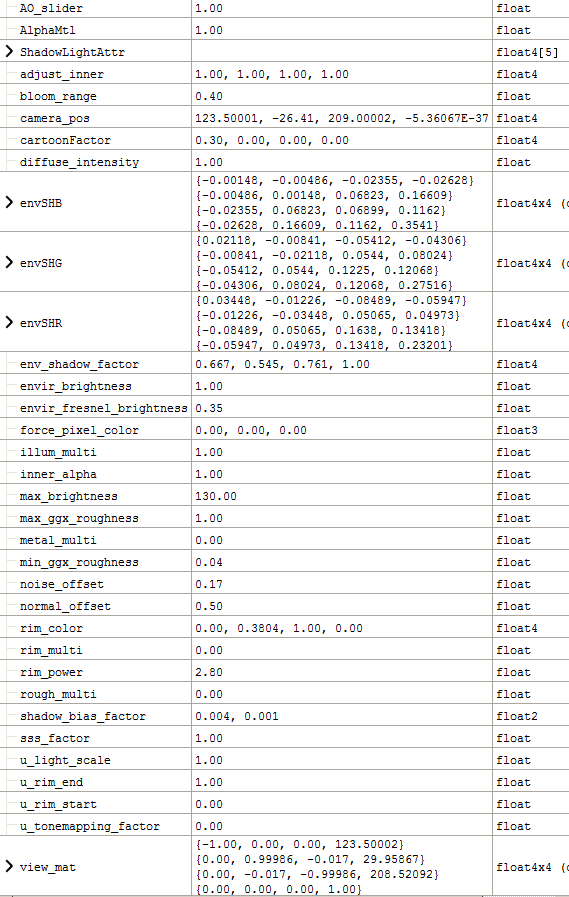 AO_slider 1.00 float
AlphaMtl 1.00 float
ShadowLightAttr float4[5]
adjust_inner 1.00, 1.00, 1.00, 1.00 float4
bloom_range 0.40 float
camera_pos 123.50001, -26.41, 209.00002, -5.36067E-37 float4
cartoonFactor 0.30, 0.00, 0.00, 0.00 float4
diffuse_intensity 1.00 float
{-0.00148, -0.00486, -0.02355, -0.02628}
{-0.00486, 0.00148, 0.06823, 0.16609}
envSHB float4x4 (
{-0.02355, 0.06823, 0.06899, 0.1162}
{-0.02628, 0.16609, 0.1162, 0.3541}
{0.02118, -0.00841, -0.05412, -0.04306}
{-0.00841, -0.02118, 0.0544, 0.08024}
envSHG float4x4 (
{-0.05412, 0.0544, 0.1225, 0.12068}
{-0.04306, 0.08024, 0.12068, 0.27516}
{0.03448, -0.01226, -0.08489, -0.05947}
{-0.01226, -0.03448, 0.05065, 0.04973}
envSHR float4x4 (
{-0.08489, 0.05065, 0.1638, 0.13418}
{-0.05947, 0.04973, 0.13418, 0.23201}
env_shadow_factor 0.667, 0.545, 0.761, 1.00 float4
envir_brightness 1.00 float
envir_fresnel_brightness 0.35 float
force_pixel_color 0.00, 0.00, 0.00 float3
illum_multi 1.00 float
inner_alpha 1.00 float
max_brightness 130.00 float
max_ggx_roughness 1.00 float
metal_multi 0.00 float
min_ggx_roughness 0.04 float
noise_offset 0.17 float
normal_offset 0.50 float
rim_color 0.00, 0.3804, 1.00, 0.00 float4
rim_multi 0.00 float
rim_power 2.80 float
rough_multi 0.00 float
shadow_bias_factor 0.004, 0.001 float2
sss_factor 1.00 float
u_light_scale 1.00 float
u_rim_end 1.00 float
u_rim_start 0.00 float
u_tonemapping_factor 0.00 float
{-1.00, 0.00, 0.00, 123.50002}
{0.00, 0.99986, -0.017, 29.95867}
view_mat float4x4 (
{0.00, -0.017, -0.99986, 208.52092}
{0.00, 0.00, 0.00, 1.00}